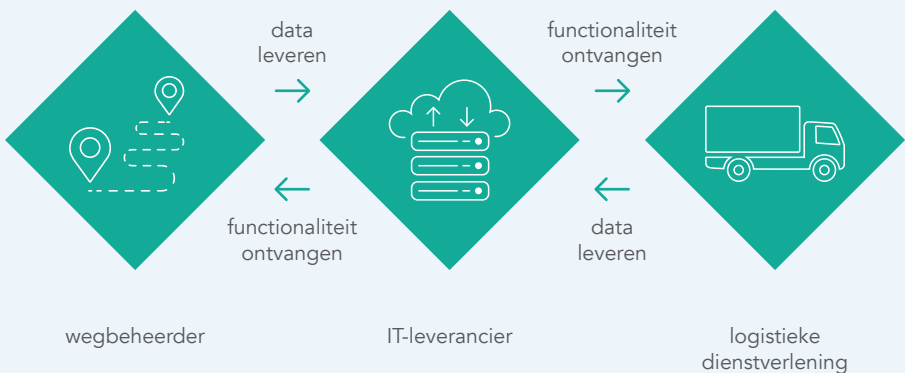 data
leveren
functionaliteit
ontvangen
functionaliteit
ontvangen
data
leveren
wegbeheerder
IT-leverancier
logistieke
dienstverlening